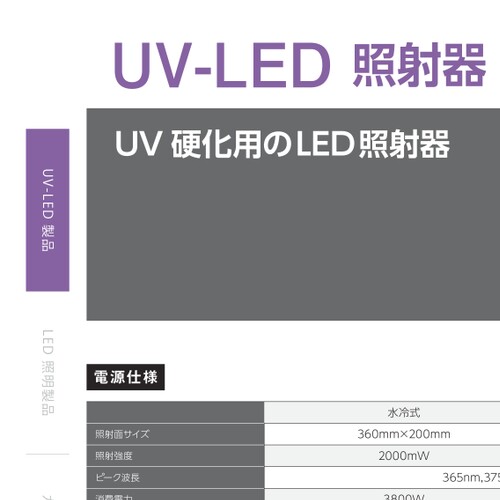 UV-LED 照射器
UV 硬化用のLED照射器
UV-LED 製品
LED 照明製品
電源仕様
水冷式
照射面サイズ 360mm×200mm
照射強度 2000mW
ピーク波長 365nm,375
消費電力 3800W